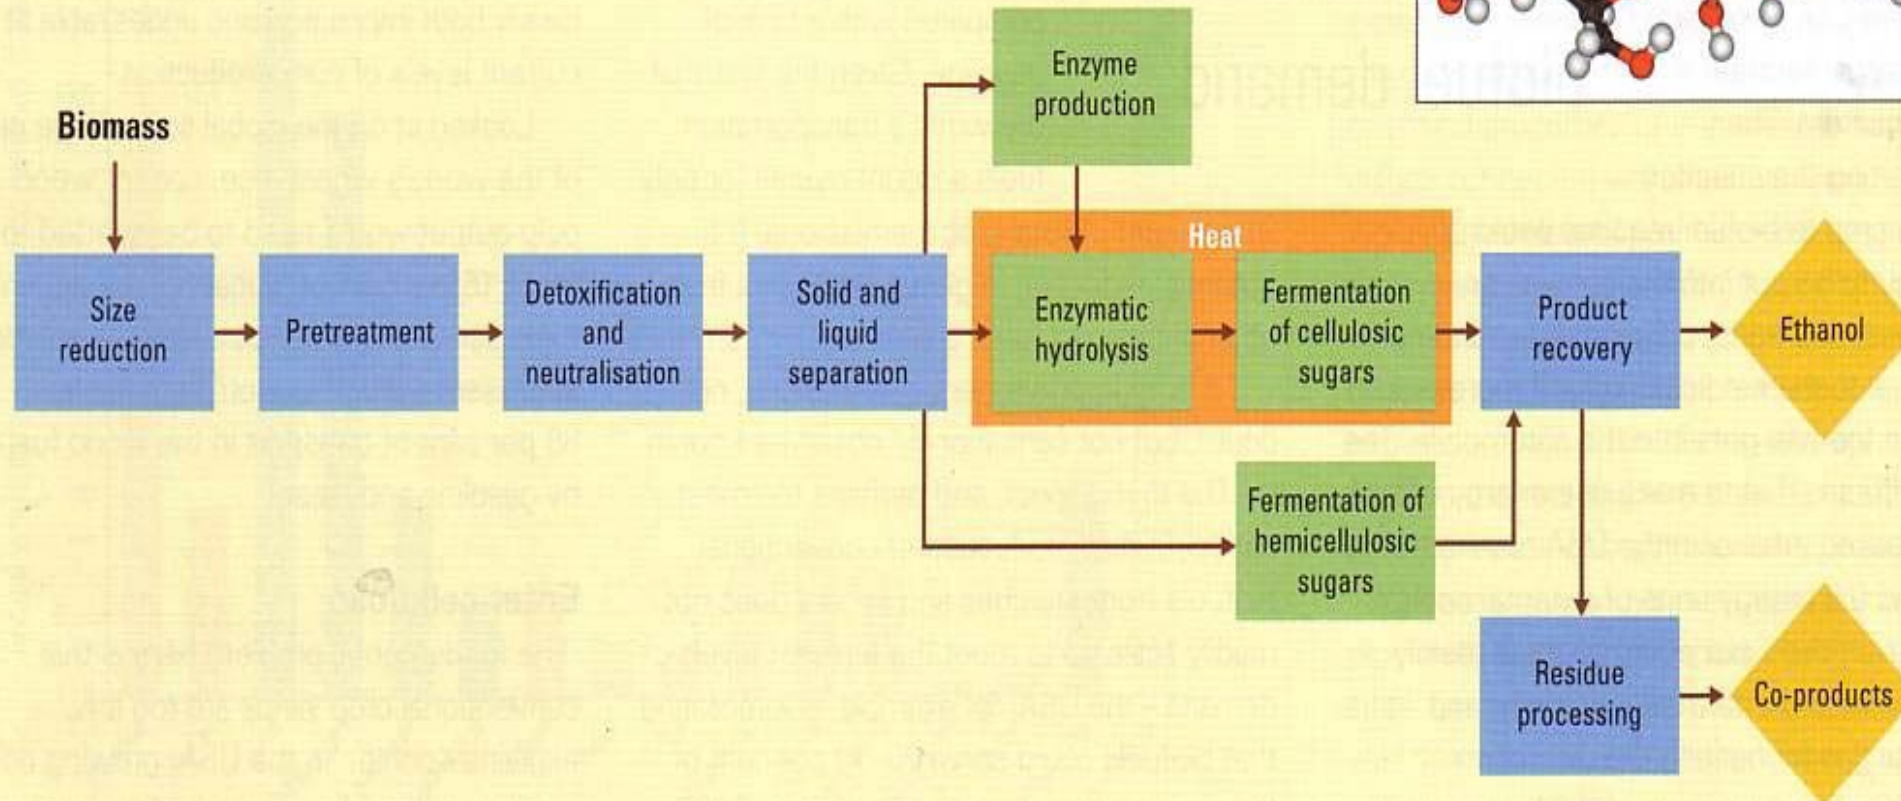 Enzyme
production
Biomass
Heat
Size
reduction
Pretreatment
Detoxification
and
neutralisation
Solid and
liquid
separation
Enzymatic
hydrolysis
Fermentation
of cellulosic
sugars
Product
recovery
Ethanol
Fermentation of
hemicellulosic
sugars
Residue
processing
Co-products